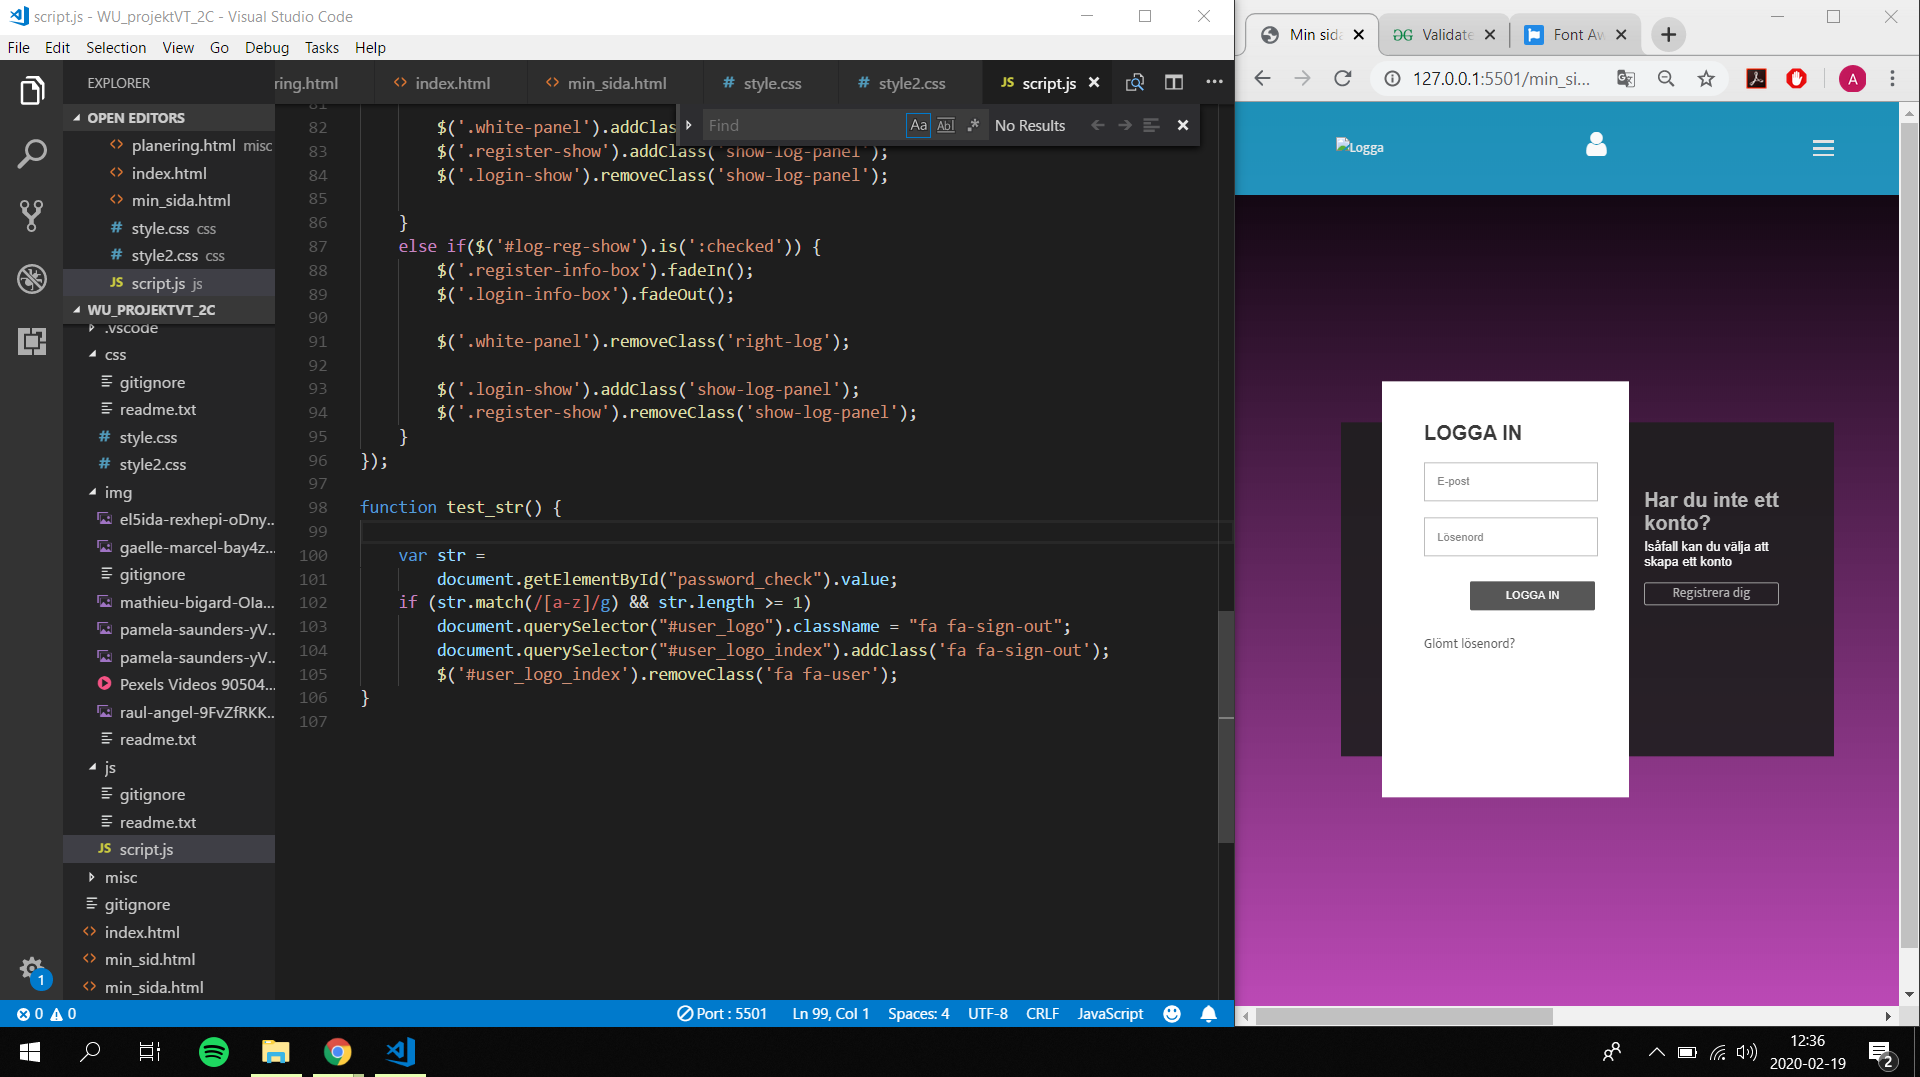 script.js - WU_projektVT_2C - Visual Studio Code
File Edit Selection View Go Debug Tasks Help
EXPLORER
OPEN EDITORS
planering.html misc
index.html
min_sida.html
style.css css
style2.css css
JS script.js js
WU_PROJEKTVT_2C
.vscode
css
gitignore
readme.txt
style.css
style2.css
img
el5ida-rexhepi-oDny...
gaelle-marcel-bay4z...
gitignore
mathieu-bigard-OIa...
pamela-saunders-yV...
pamela-saunders-yV...
Pexels Videos 90504...
raul-angel-9FvZfRKK...
readme.txt
js
gitignore
readme.txt
JS script.js
misc
gitignore
index.html
min_sid.html
min_sida.html
1
ring.html index.html min_sida.html # style.css # style2.css JS script.js
Find Aa Abl .* No Results
81
82 $('.white-panel').addClas
83 $('.register-show').addClass('show-log-panel');
84 $('.login-show').removeClass('show-log-panel');
85
86 }
87 else if($('#log-reg-show').is(':checked')) {
88 $('.register-info-box').fadeIn();
89 $('.login-info-box').fadeOut();
90
91 $('.white-panel').removeClass('right-log');
92
93 $('.login-show').addClass('show-log-panel');
94 $('.register-show').removeClass('show-log-panel');
95 }
96 });
97
98 function test_str() {
99
100 var str =
101 document.getElementById("password_check").value;
102 if (str.match(/[a-z]/g) && str.length >= 1)
103 document.querySelector("#user_logo").className = "fa fa-sign-out";
104 document.querySelector("#user_logo_index").addClass('fa fa-sign-out');
105 $('#user_logo_index').removeClass('fa fa-user');
106 }
107
0 0 Port : 5501 Ln 99, Col 1 Spaces: 4 UTF-8 CRLF JavaScript
Min sid Validate Font Aw
127.0.0.1:5501/min_si... A
Logga
LOGGA IN
E-post
Lösenord
LOGGA IN
Glömt lösenord?
Har du inte ett
konto?
Isåfall kan du välja att
skapa ett konto
Registrera dig
12:36
2020-02-19
2